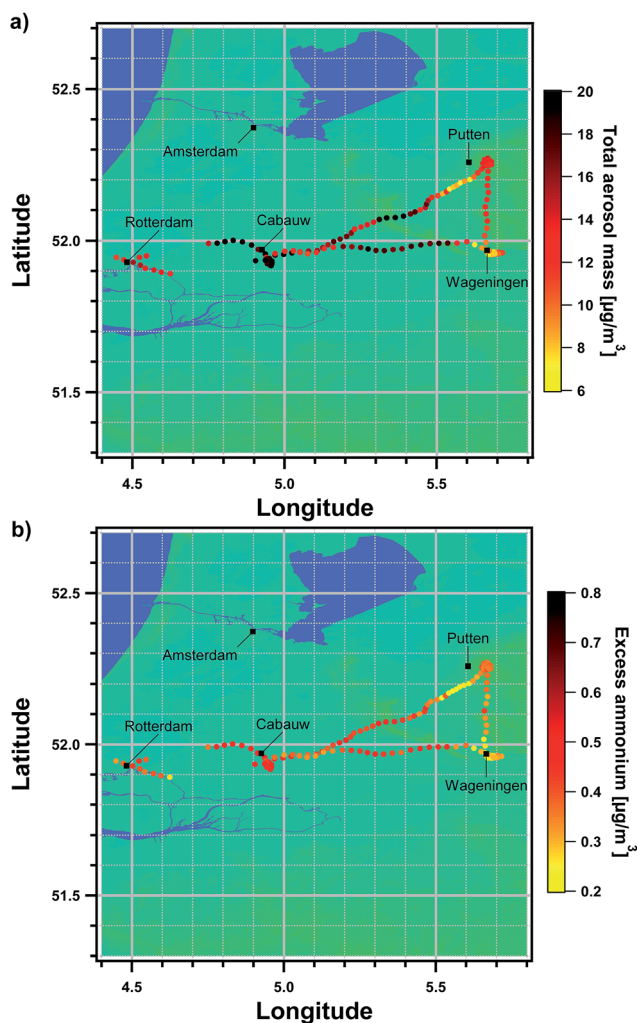 a)
52.5
52.0
51.5
Latitude
4.5
5.0
5.5
Longitude
Amsterdam
Putten
Rotterdam
Cabauw
Wageningen
20
18
16
14
12
10
8
6
Total aerosol mass [µg/m³]
b)
52.5
52.0
51.5
Latitude
4.5
5.0
5.5
Longitude
Amsterdam
Putten
Rotterdam
Cabauw
Wageningen
0.8
0.7
0.6
0.5
0.4
0.3
0.2
Excess ammonium [µg/m³]